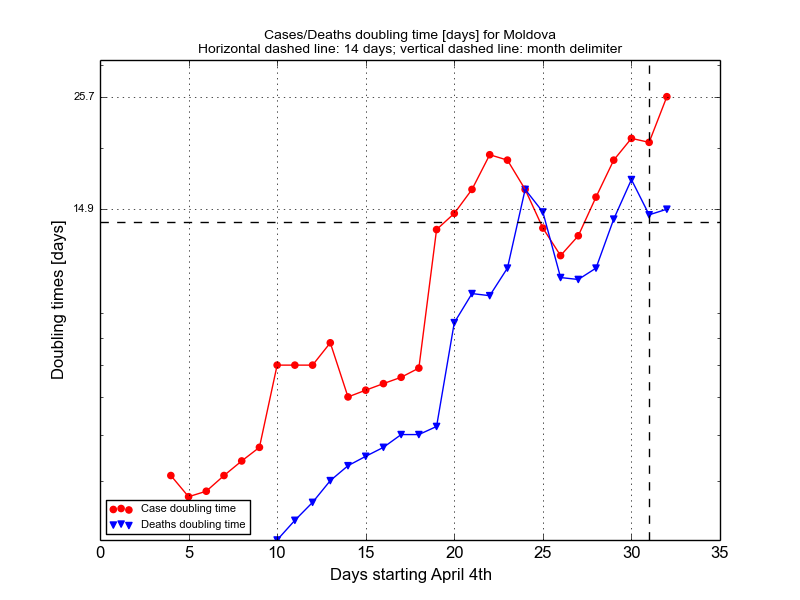 Cases/Deaths doubling time [days] for Moldova
Horizontal dashed line: 14 days; vertical dashed line: month delimiter
25.7
14.9
Doubling times [days]
Case doubling time
Deaths doubling time
0 5 10 15 20 25 30 35
Days starting April 4th